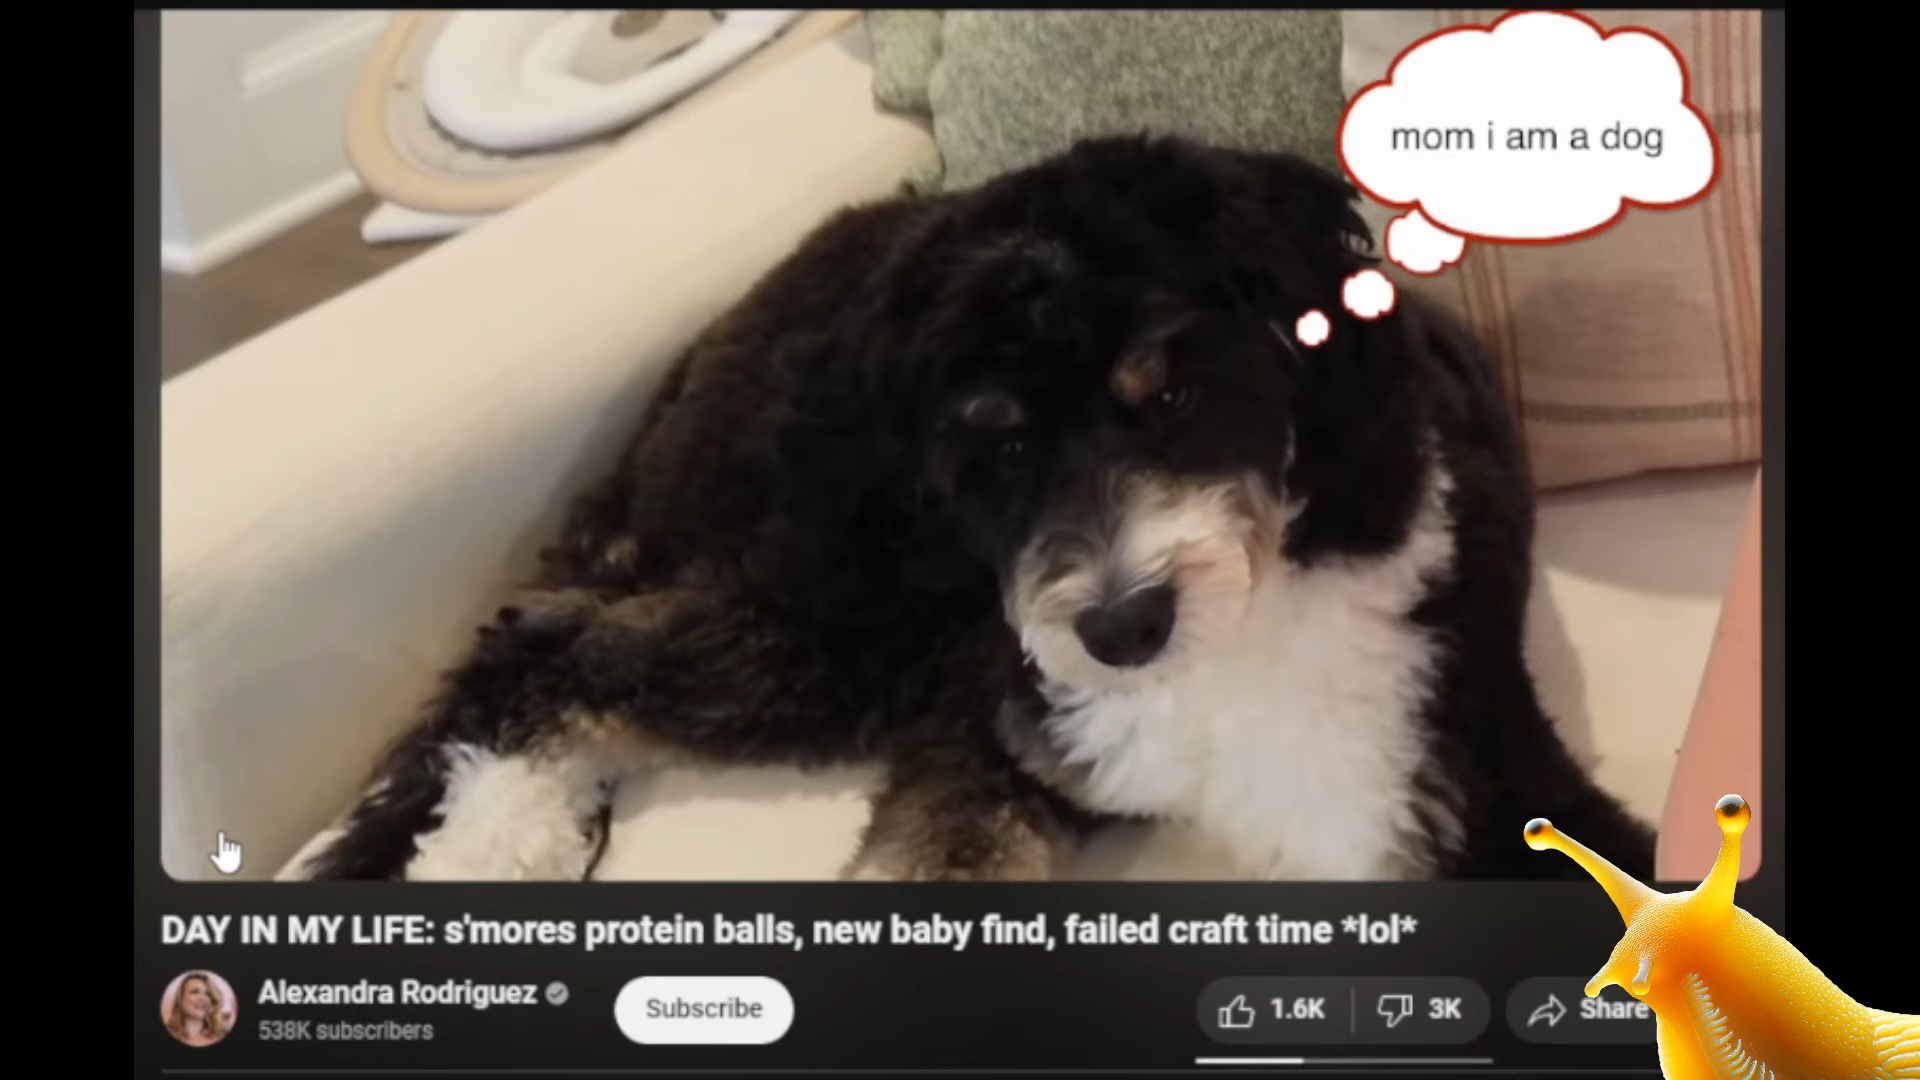 mom i am a dog
DAY IN MY LIFE: s'mores protein balls, new baby find, failed craft time *lol*
Alexandra Rodriguez
538K subscribers
Subscribe
1.6K
3K
Share